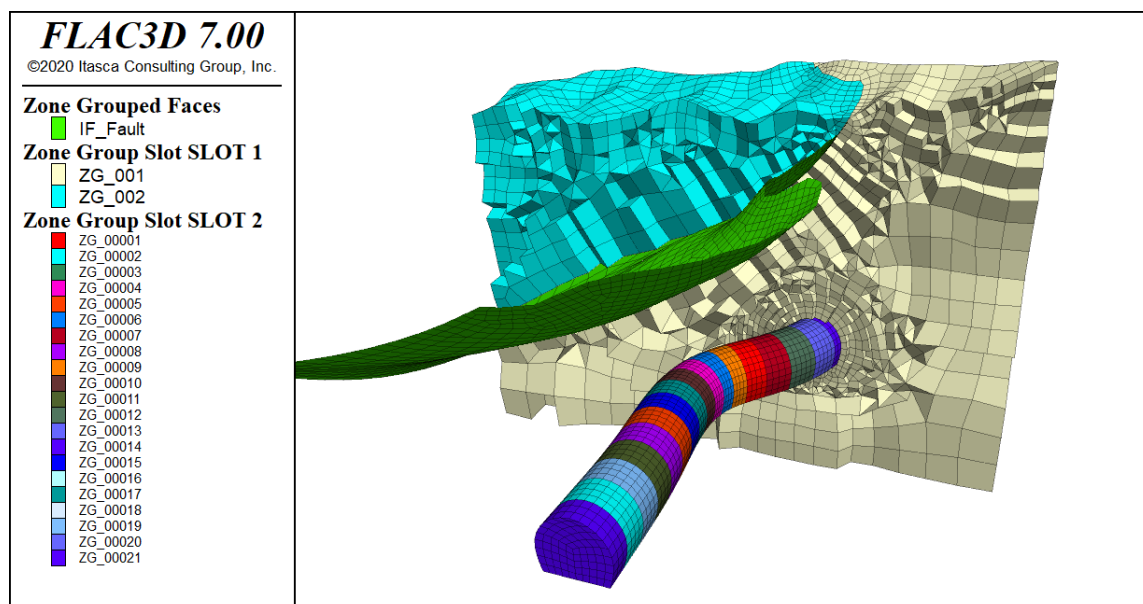 FLAC3D 7.00
©2020 Itasca Consulting Group, Inc.
Zone Grouped Faces
IF_Fault
Zone Group Slot SLOT 1
ZG_001
ZG_002
Zone Group Slot SLOT 2
ZG_00001
ZG_00002
ZG_00003
ZG_00004
ZG_00005
ZG_00006
ZG_00007
ZG_00008
ZG_00009
ZG_00010
ZG_00011
ZG_00012
ZG_00013
ZG_00014
ZG_00015
ZG_00016
ZG_00017
ZG_00018
ZG_00019
ZG_00020
ZG_00021